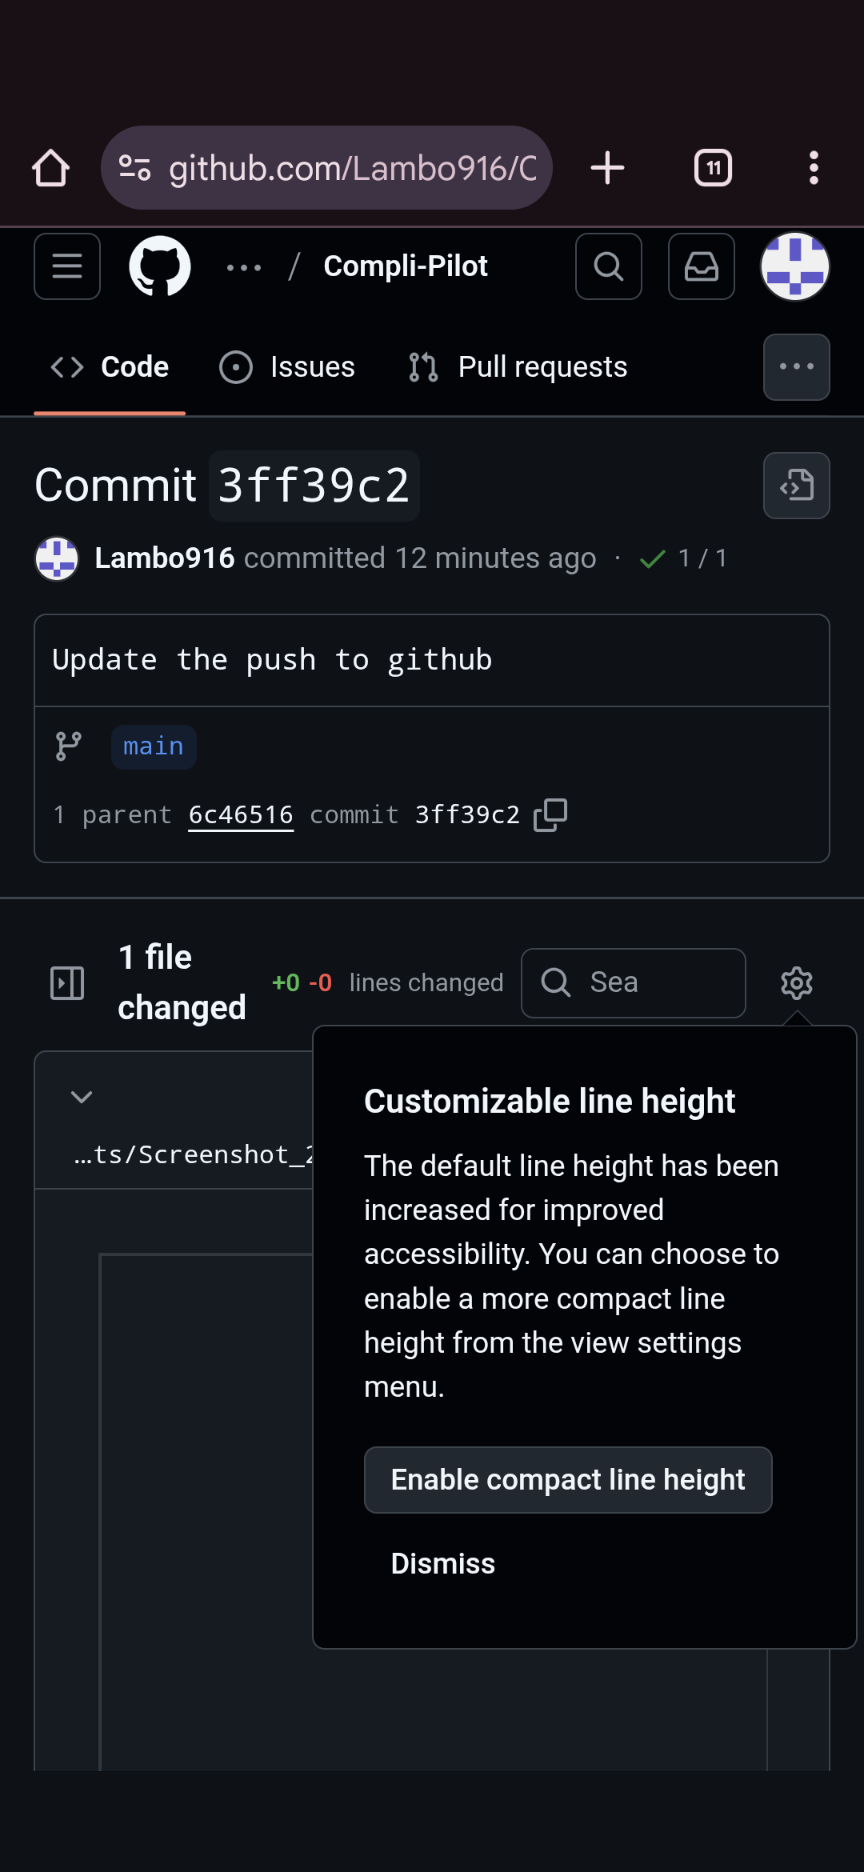 github.com/Lambo916/C
11
... / Compli-Pilot
Code Issues Pull requests
Commit 3ff39c2
Lambo916 committed 12 minutes ago · 1 / 1
Update the push to github
main
1 parent 6c46516 commit 3ff39c2
1 file changed
+0 -0 lines changed
Sea
...ts/Screenshot_2
Customizable line height
The default line height has been
increased for improved
accessibility. You can choose to
enable a more compact line
height from the view settings
menu.
Enable compact line height
Dismiss